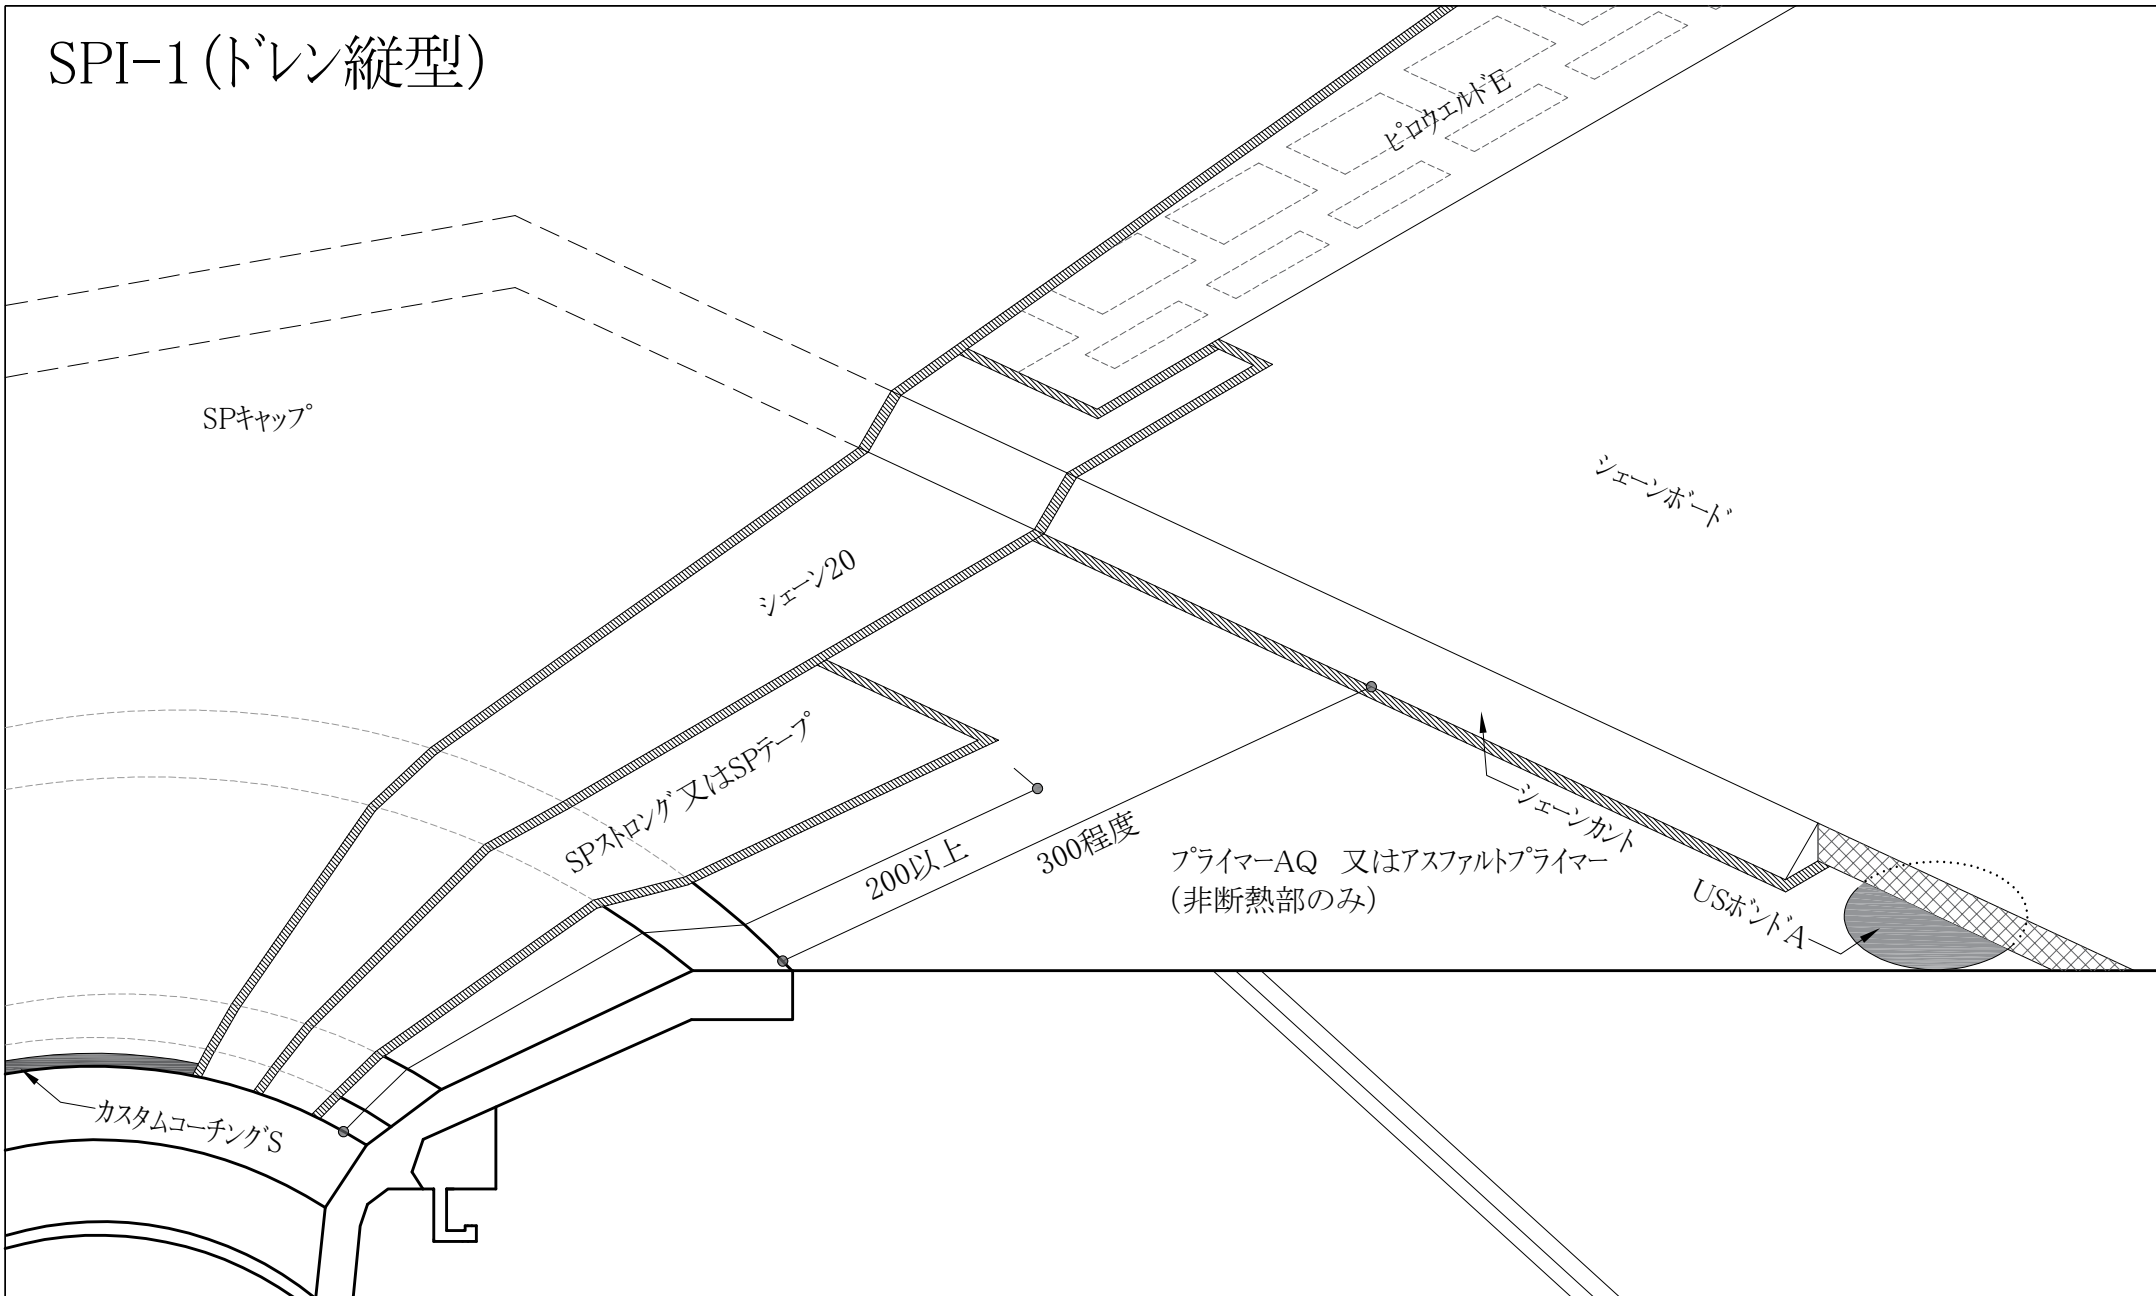 SPI-1(ドレン縦型)
ピロウエルドE
SPキャップ
シェーンボード
シェーン20
SPストロング又はSPテープ
200以上
300程度
シェーンカント
プライマーAQ　又はアスファルトプライマー
(非断熱部のみ)
USボンドA
カスタムコーチングS